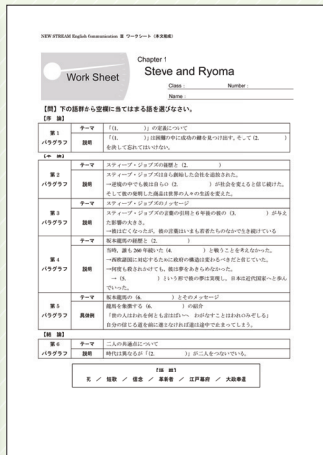 NEW STREAM English Communication Ⅲ ワークシート（本文概略）
Work Sheet
Chapter 1
Steve and Ryoma
Class : Number :
Name :
【問】下の語群から空欄に当てはまる語を選びなさい。
【序 論】
第 1 パラグラフ
テーマ 「(1. )」の定義について
説明 「(1. )」は困難の中に成功の鍵を見つけ出す。そして (2. )
を決して忘れてはいけない。
【本 論】
第 2 パラグラフ
テーマ スティーブ・ジョブズの経歴と (2. )
説明 スティーブ・ジョブズは自ら創始した会社を追放された。
→逆境の中でも彼は自らの (2. ) が社会を変えると信じ続けた。
そして彼の発明した商品は世界の人々の生活を変えた。
第 3 パラグラフ
テーマ スティーブ・ジョブズのメッセージ
説明 スティーブ・ジョブズの言葉の引用と 6 年後の彼の (3. ) が与え
た影響の大きさ。
→彼は亡くなったが、彼の言葉はいまも若者たちのなかで生き続けている
第 4 パラグラフ
テーマ 坂本龍馬の経歴と (2. )
説明 当時、誰も 260 年続いた (4. ) と戦うことを考えなかった。
→西欧諸国に対応するために政府の構造は変わるべきだと信じていた。
→何度も殺されかけても、彼は夢をあきらめなかった。
→ (5. ) という形で彼の夢は実現し、日本は近代国家へと歩ん
でいった。
第 5 パラグラフ
テーマ 坂本龍馬の (6. ) とそのメッセージ
具体例 龍馬を象徴する (6. ) の紹介
「世の人はわれを何とも言はばいへ わがなすことはわれのみぞしる」
自分の信じる道を前に進まなければ道は途中で止まってしまう。
【結 論】
第 6 パラグラフ
テーマ 二人の共通点について
説明 時代は異なるが「(2. )」が二人をつないでいる。
【語 群】
死 ／ 短歌 ／ 信念 ／ 革新者 ／ 江戸幕府 ／ 大政奉還